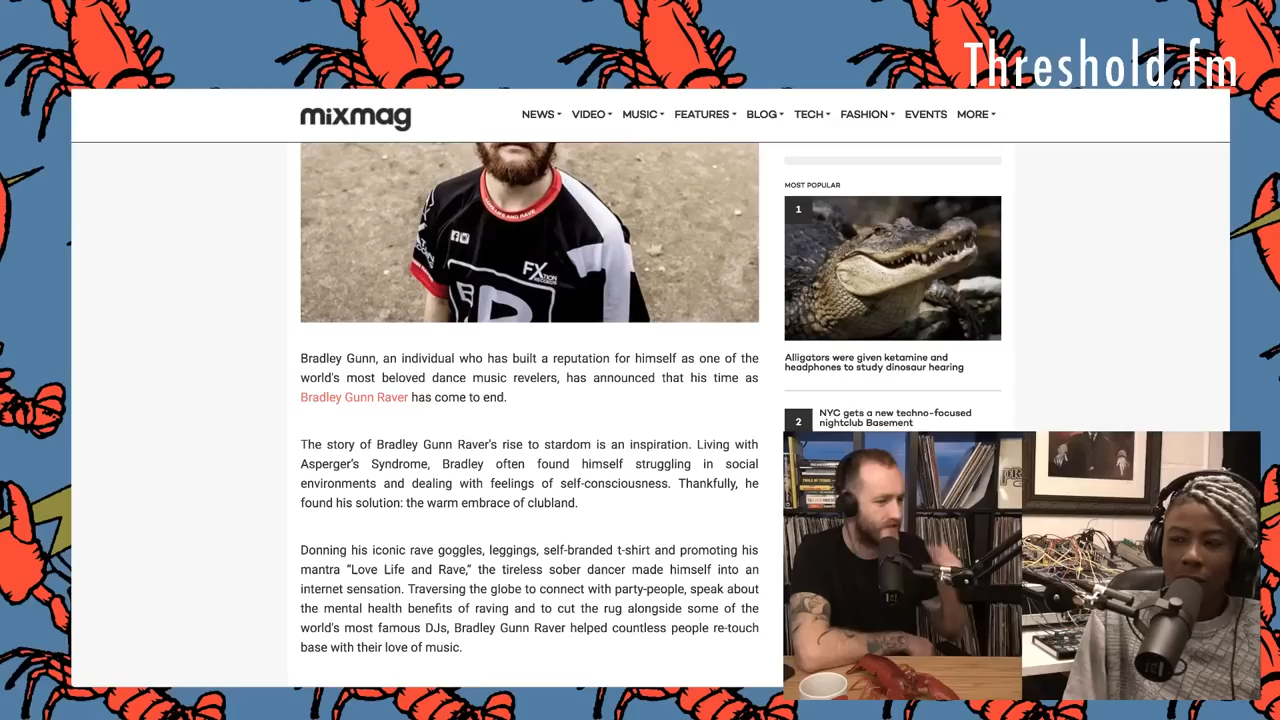 Threshold.fm
mixmag
NEWS VIDEO MUSIC FEATURES BLOG TECH FASHION EVENTS MORE
LIFE AND RAVE
FX
TION
RECORDS
Bradley Gunn, an individual who has built a reputation for himself as one of the
world's most beloved dance music revelers, has announced that his time as
Bradley Gunn Raver has come to end.
The story of Bradley Gunn Raver's rise to stardom is an inspiration. Living with
Asperger's Syndrome, Bradley often found himself struggling in social
environments and dealing with feelings of self-consciousness. Thankfully, he
found his solution: the warm embrace of clubland.
Donning his iconic rave goggles, leggings, self-branded t-shirt and promoting his
mantra “Love Life and Rave,” the tireless sober dancer made himself into an
internet sensation. Traversing the globe to connect with party-people, speak about
the mental health benefits of raving and to cut the rug alongside some of the
world's most famous DJs, Bradley Gunn Raver helped countless people re-touch
base with their love of music.
MOST POPULAR
1
Alligators were given ketamine and
headphones to study dinosaur hearing
2
NYC gets a new techno-focused
nightclub Basement